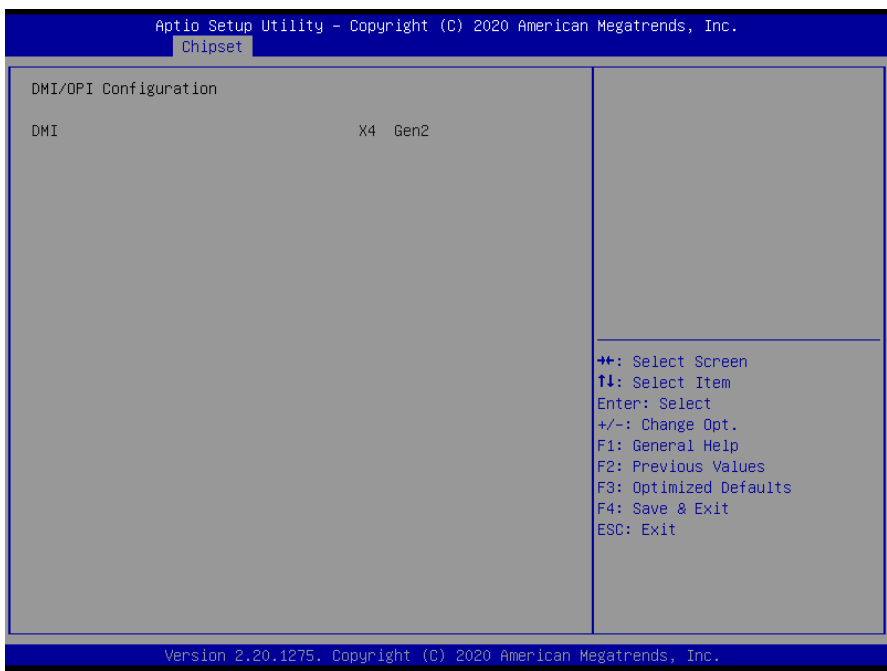 Aptio Setup Utility – Copyright (C) 2020 American Megatrends, Inc.
Chipset
DMI/OPI Configuration
DMI X4 Gen2
→←: Select Screen
↑↓: Select Item
Enter: Select
+/-: Change Opt.
F1: General Help
F2: Previous Values
F3: Optimized Defaults
F4: Save & Exit
ESC: Exit
Version 2.20.1275. Copyright (C) 2020 American Megatrends, Inc.